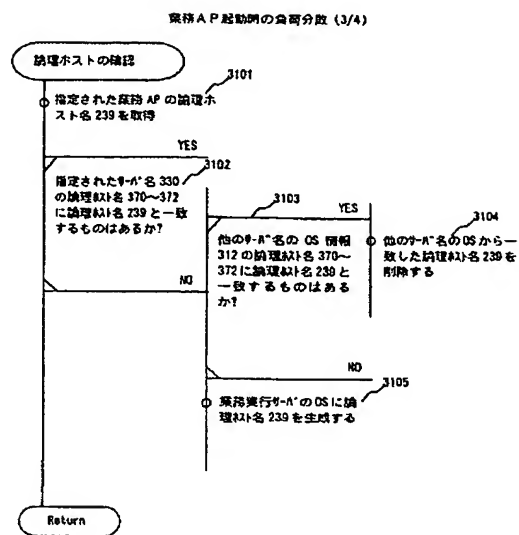 業務AP起動時の負荷分散 (3/4)
論理ホストの確認
3101
指定された業務 AP の論理ホ
スト名 239 を取得
YES
3102
指定されたｻｰﾊﾞ名 330
の論理ﾎｽﾄ名 370～372
に論理ﾎｽﾄ名 239 と一致
するものはあるか?
NO
3103
YES
他のｻｰﾊﾞ名の OS 情報
312 の論理ﾎｽﾄ名 370～
372 に論理ﾎｽﾄ名 239 と
一致するものはある
か?
3104
他のｻｰﾊﾞ名の OS から一
致した論理ﾎｽﾄ名 239 を
削除する
NO
3105
業務実行ｻｰﾊﾞの OS に論
理ﾎｽﾄ名 239 を生成する
Return